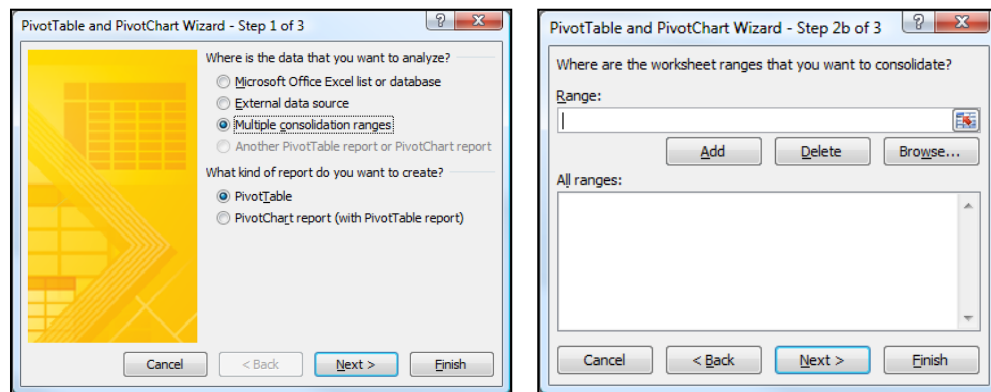 PivotTable and PivotChart Wizard - Step 1 of 3
Where is the data that you want to analyze?
Microsoft Office Excel list or database
External data source
Multiple consolidation ranges
Another PivotTable report or PivotChart report
What kind of report do you want to create?
PivotTable
PivotChart report (with PivotTable report)
Cancel
< Back
Next >
Finish
PivotTable and PivotChart Wizard - Step 2b of 3
Where are the worksheet ranges that you want to consolidate?
Range:
Add
Delete
Browse...
All ranges:
Cancel
< Back
Next >
Finish